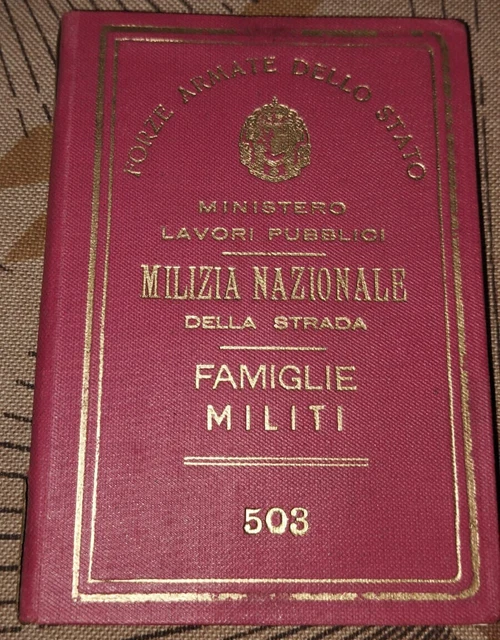 FORZE ARMATE DELLO STATO
MINISTERO
LAVORI PUBBLICI
MILIZIA NAZIONALE
DELLA STRADA
FAMIGLIE
MILITI
503